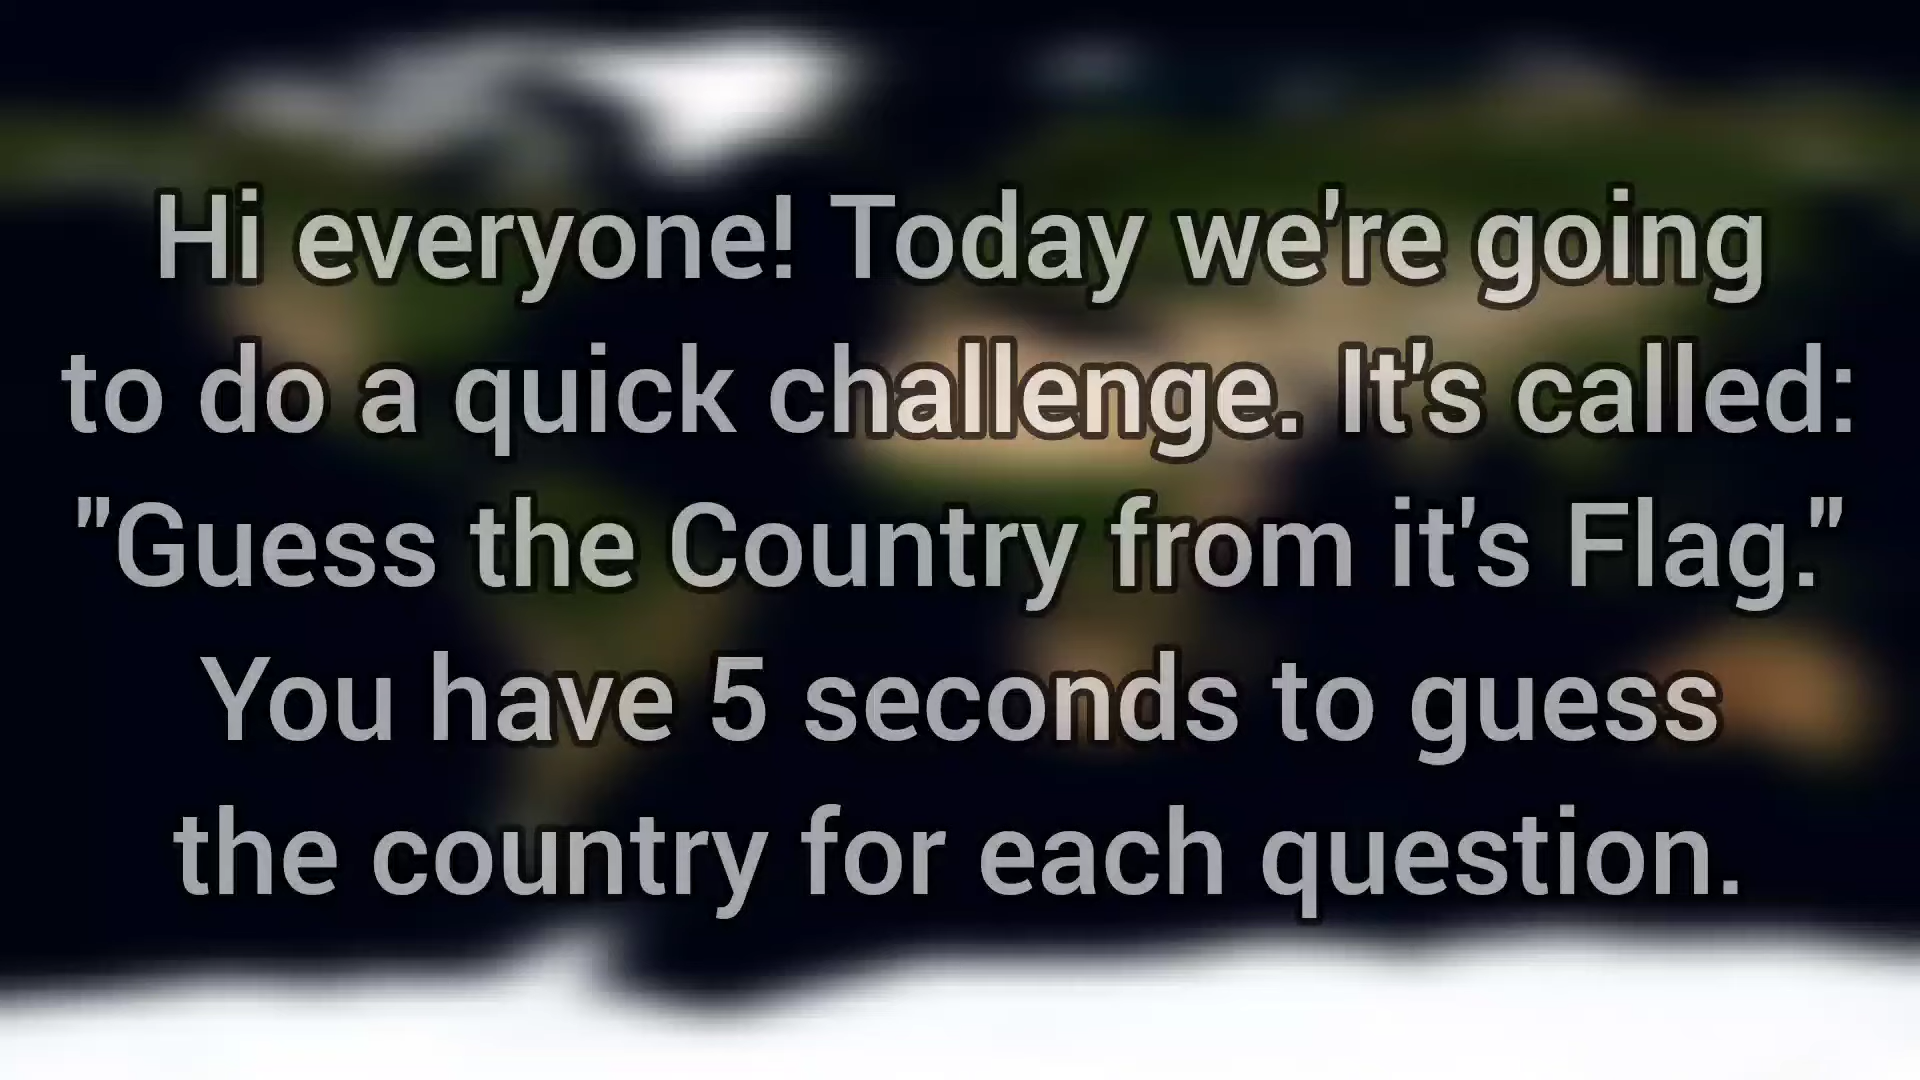 Hi everyone! Today we're going
to do a quick challenge. It's called:
"Guess the Country from it's Flag."
You have 5 seconds to guess
the country for each question.